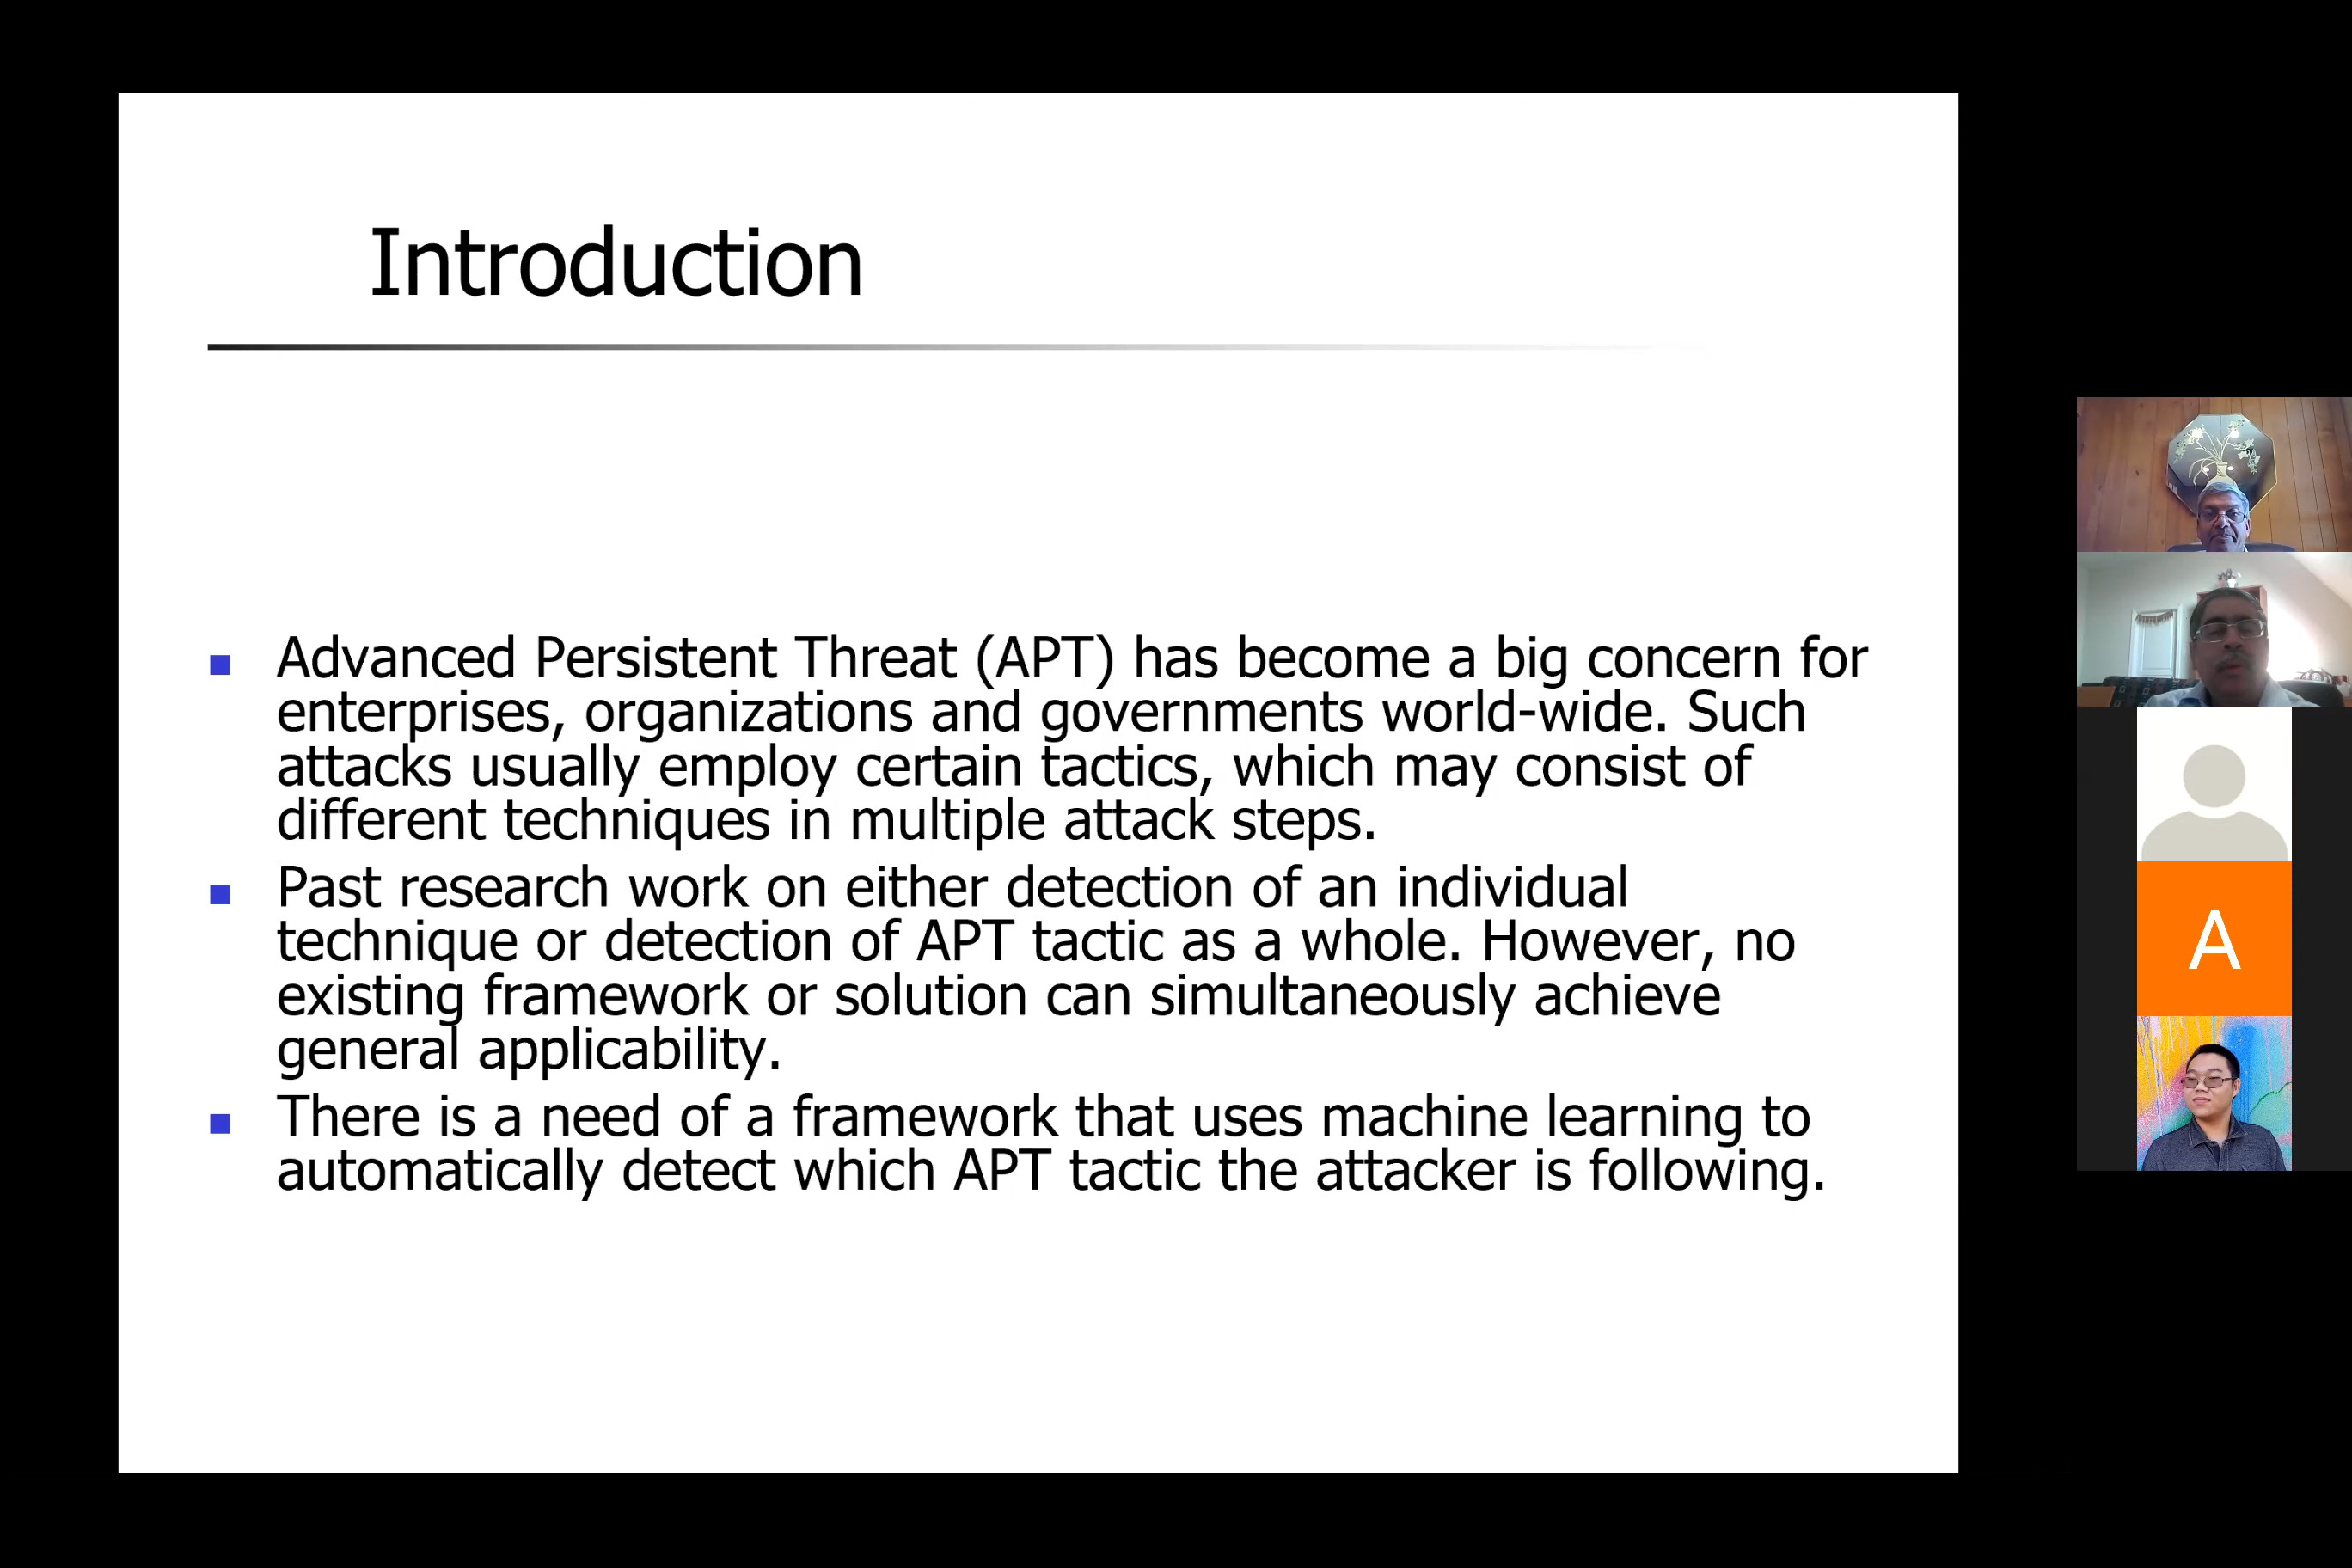 Introduction
Advanced Persistent Threat (APT) has become a big concern for
enterprises, organizations and governments world-wide. Such
attacks usually employ certain tactics, which may consist of
different techniques in multiple attack steps.
Past research work on either detection of an individual
technique or detection of APT tactic as a whole. However, no
existing framework or solution can simultaneously achieve
general applicability.
There is a need of a framework that uses machine learning to
automatically detect which APT tactic the attacker is following.
A